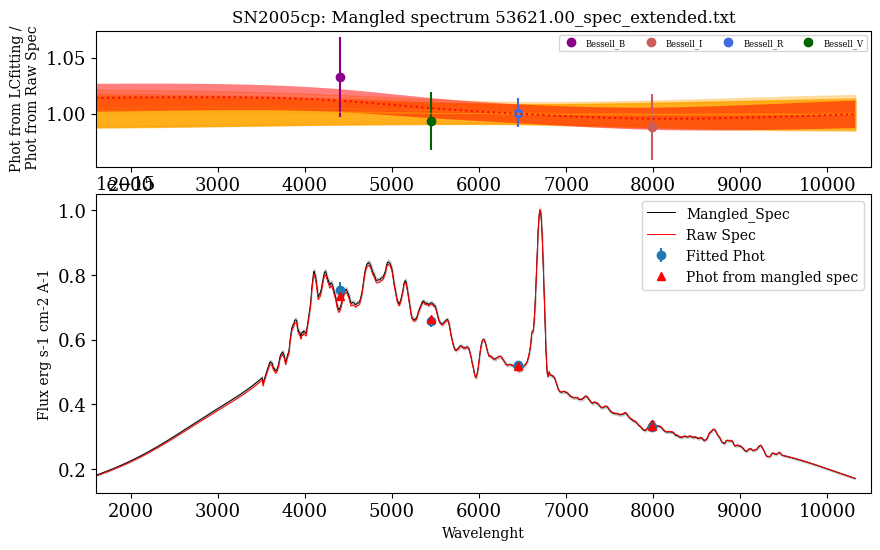 SN2005cp: Mangled spectrum 53621.00_spec_extended.txt
Phot from LCfitting /
Phot from Raw Spec
1.05
1.00
Bessell_B
Bessell_I
Bessell_R
Bessell_V
2000 3000 4000 5000 6000 7000 8000 9000 10000
1e−15
Flux erg s-1 cm-2 A-1
1.0
0.8
0.6
0.4
0.2
Mangled_Spec
Raw Spec
Fitted Phot
Phot from mangled spec
2000 3000 4000 5000 6000 7000 8000 9000 10000
Wavelenght